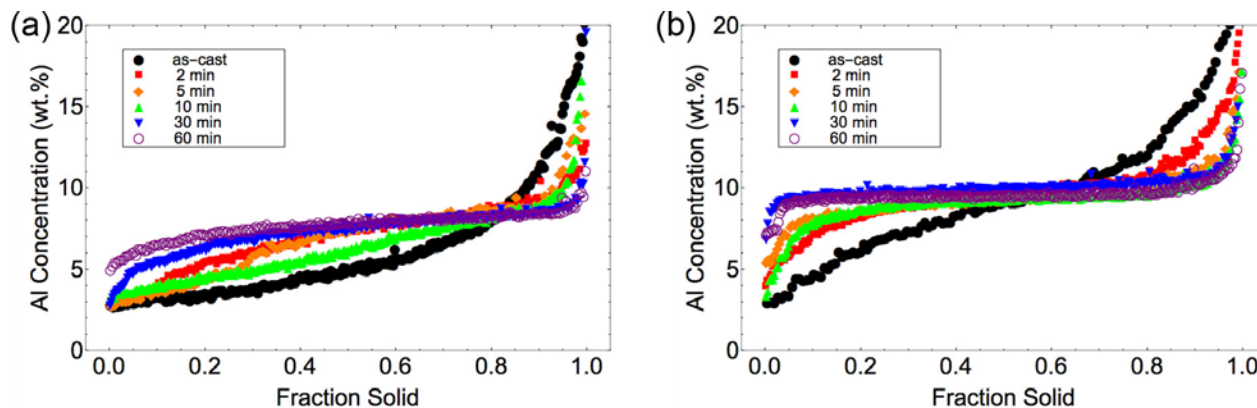 (a)
20
15
10
5
0
Al Concentration (wt.%)
as-cast
2 min
5 min
10 min
30 min
60 min
0.0 0.2 0.4 0.6 0.8 1.0
Fraction Solid
(b)
20
15
10
5
0
Al Concentration (wt.%)
as-cast
2 min
5 min
10 min
30 min
60 min
0.0 0.2 0.4 0.6 0.8 1.0
Fraction Solid